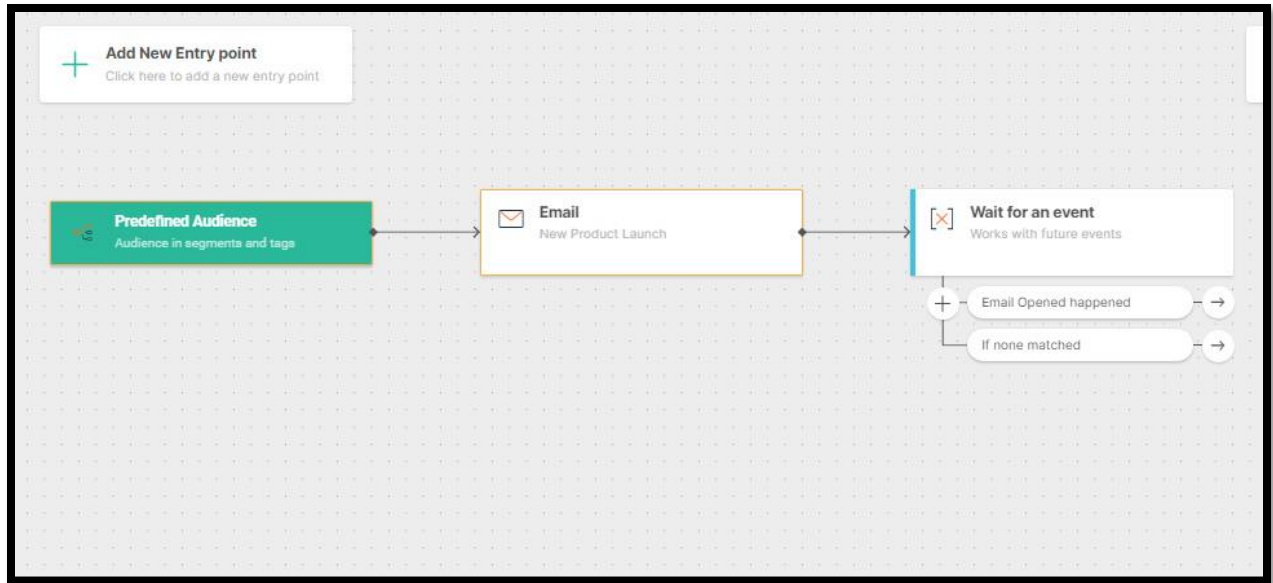 Add New Entry point
Click here to add a new entry point
Predefined Audience
Audience in segments and tags
Email
New Product Launch
Wait for an event
Works with future events
Email Opened happened
If none matched